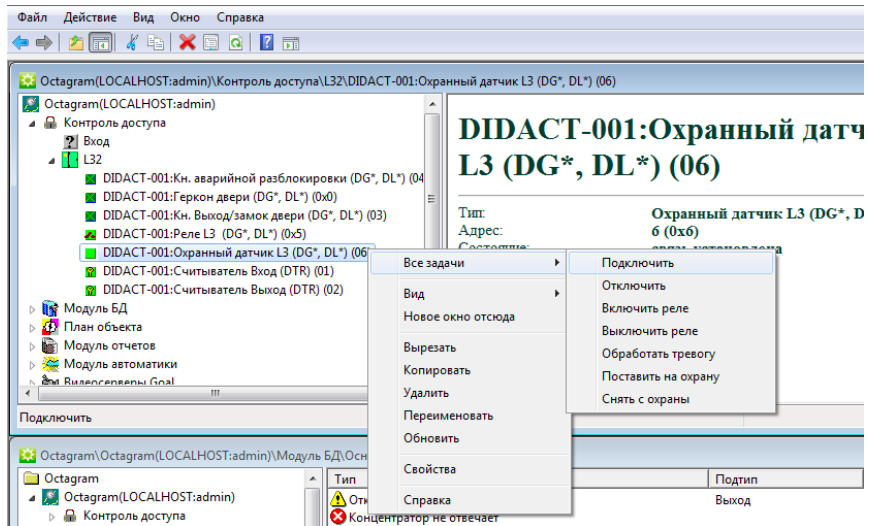 Файл Действие Вид Окно Справка
Octagram(LOCALHOST:admin)\Контроль доступа\L32\DIDACT-001:Охранный датчик L3 (DG*, DL*) (06)
Octagram(LOCALHOST:admin)
Контроль доступа
Вход
L32
DIDACT-001:Кн. аварийной разблокировки (DG*, DL*) (04
DIDACT-001:Геркон двери (DG*, DL*) (0x0)
DIDACT-001:Кн. Выход/замок двери (DG*, DL*) (03)
DIDACT-001:Реле L3 (DG*, DL*) (0x5)
DIDACT-001:Охранный датчик L3 (DG*, DL*) (06)
DIDACT-001:Считыватель Вход (DTR) (01)
DIDACT-001:Считыватель Выход (DTR) (02)
Модуль БД
План объекта
Модуль отчетов
Модуль автоматики
Видеосерверы Goal
Подключить
DIDACT-001:Охранный датч
L3 (DG*, DL*) (06)
Тип: Охранный датчик L3 (DG*, D
Адрес: 6 (0x6)
Состояние: связь установлена
Все задачи
Вид
Новое окно отсюда
Вырезать
Копировать
Удалить
Переименовать
Обновить
Свойства
Справка
Подключить
Отключить
Включить реле
Выключить реле
Обработать тревогу
Поставить на охрану
Снять с охраны
Octagram\Octagram(LOCALHOST:admin)\Модуль БД\Осн
Octagram
Octagram(LOCALHOST:admin)
Контроль доступа
Тип Подтип
Отк Выход
Концентратор не отвечает